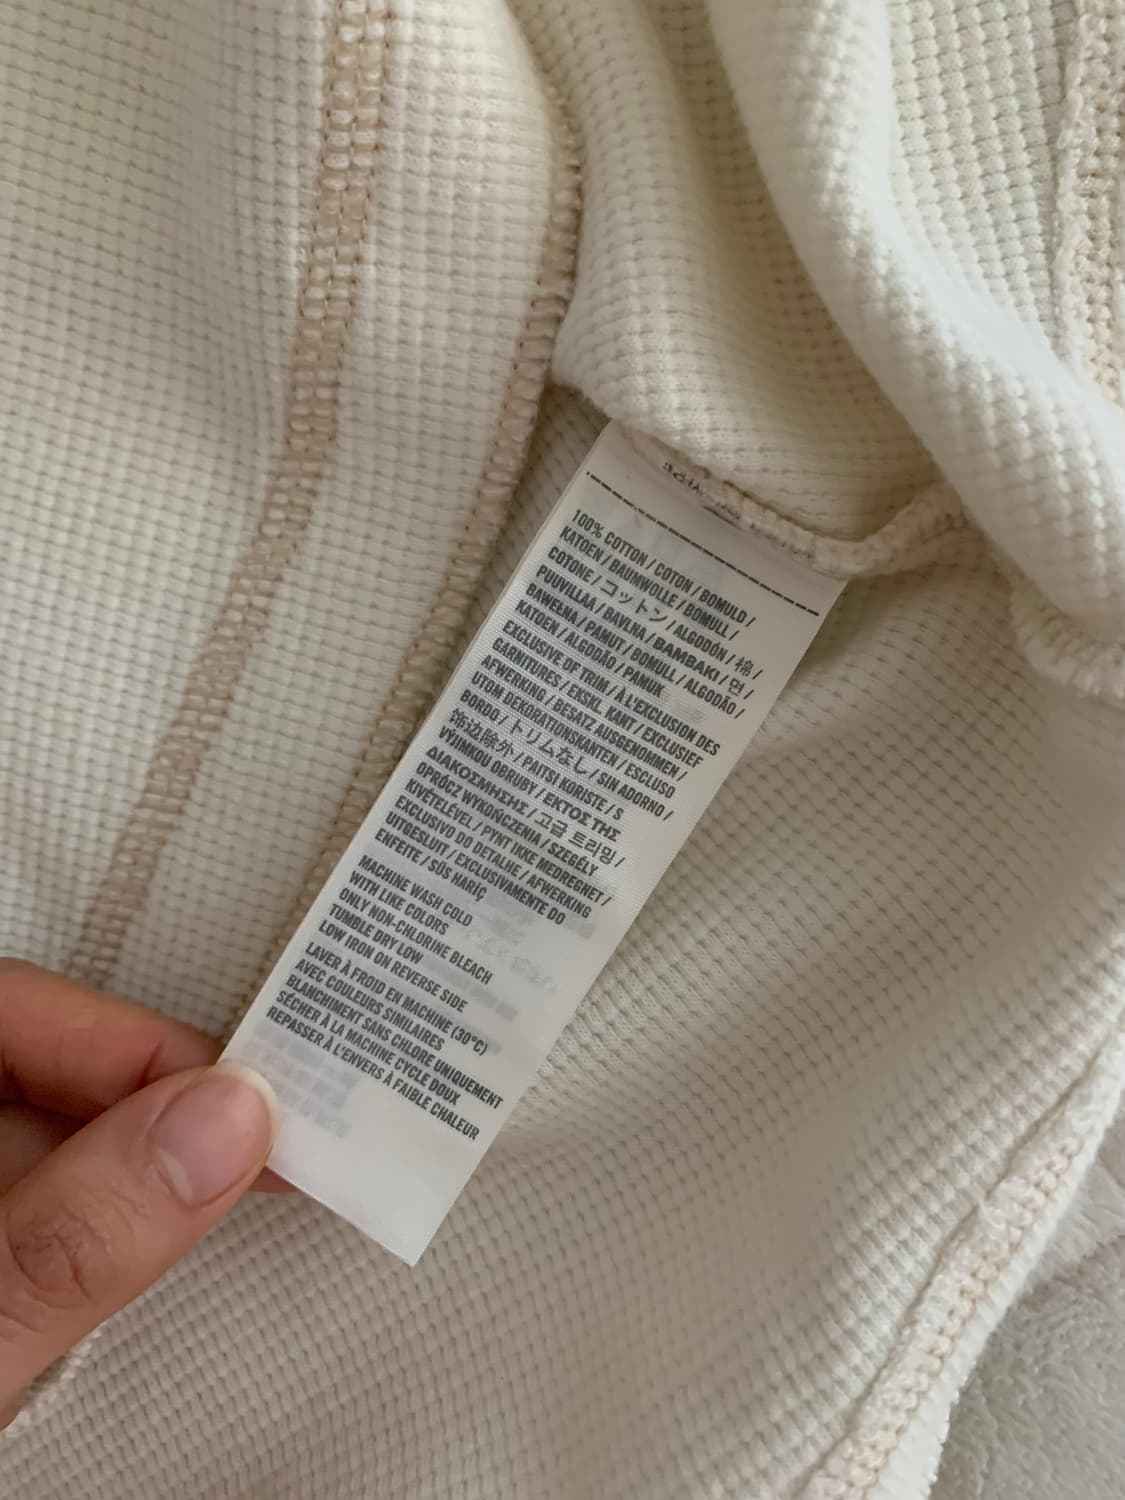 100% COTTON / COTON / BOMULD /
KATOEN / BAUMWOLLE / BOMULL /
COTONE / コットン / ALGODÓN / 棉 /
PUUVILLAA / BAVLNA / BAMBAKI / 면 /
BAWEŁNA / PAMUT / BOMULL / ALGODÃO /
KATOEN / ALGODÃO / PAMUK
EXCLUSIVE OF TRIM / À L'EXCLUSION DES
GARNITURES / EKSKL. KANT / EXCLUSIEF
AFWERKING / BESATZ AUSGENOMMEN /
UTOM DEKORATIONSKANTEN / ESCLUSO
BORDO / トリムなし / SIN ADORNO /
饰边除外 / PAITSI KORISTE / S
VÝJIMKOU OBRUBY / ΕΚΤΟΣ ΤΗΣ
ΔΙΑΚΟΣΜΗΣΗΣ / 고급 트리밍 /
OPRÓCZ WYKOŃCZENIA / SZEGÉLY
KIVÉTELÉVEL / PYNT IKKE MEDREGNET /
EXCLUSIVO DO DETALHE / AFWERKING
UITGESLUIT / EXCLUSIVAMENTE DO
ENFEITE / SÜS HARİÇ
MACHINE WASH COLD
WITH LIKE COLORS
ONLY NON-CHLORINE BLEACH
TUMBLE DRY LOW
LOW IRON ON REVERSE SIDE
LAVER À FROID EN MACHINE (30°C)
AVEC COULEURS SIMILAIRES
BLANCHIMENT SANS CHLORE UNIQUEMENT
SÉCHER À LA MACHINE CYCLE DOUX
REPASSER À L'ENVERS À FAIBLE CHALEUR